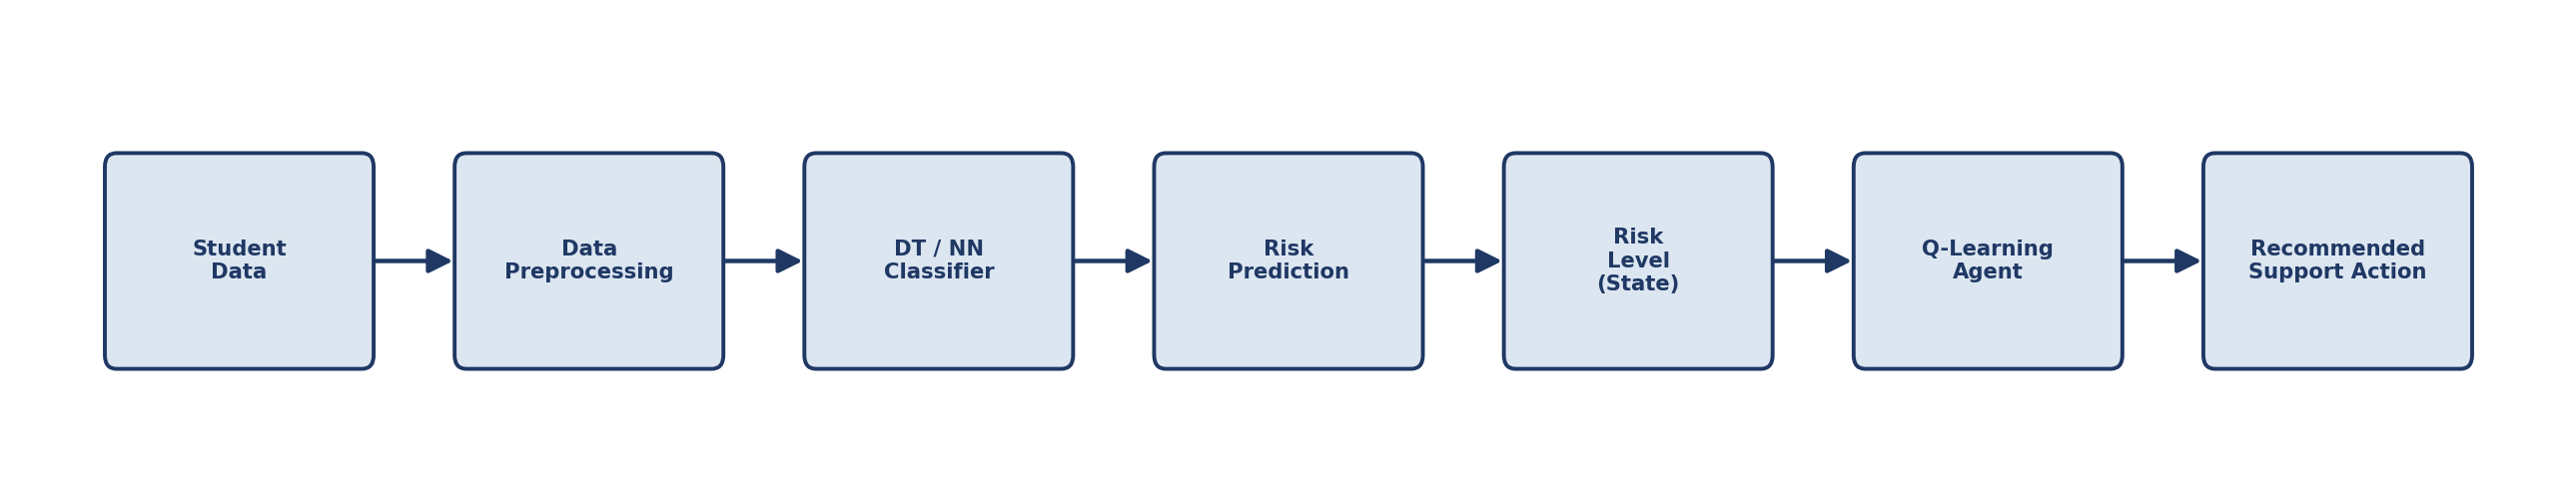 Student
Data
Data
Preprocessing
DT / NN
Classifier
Risk
Prediction
Risk
Level
(State)
Q-Learning
Agent
Recommended
Support Action